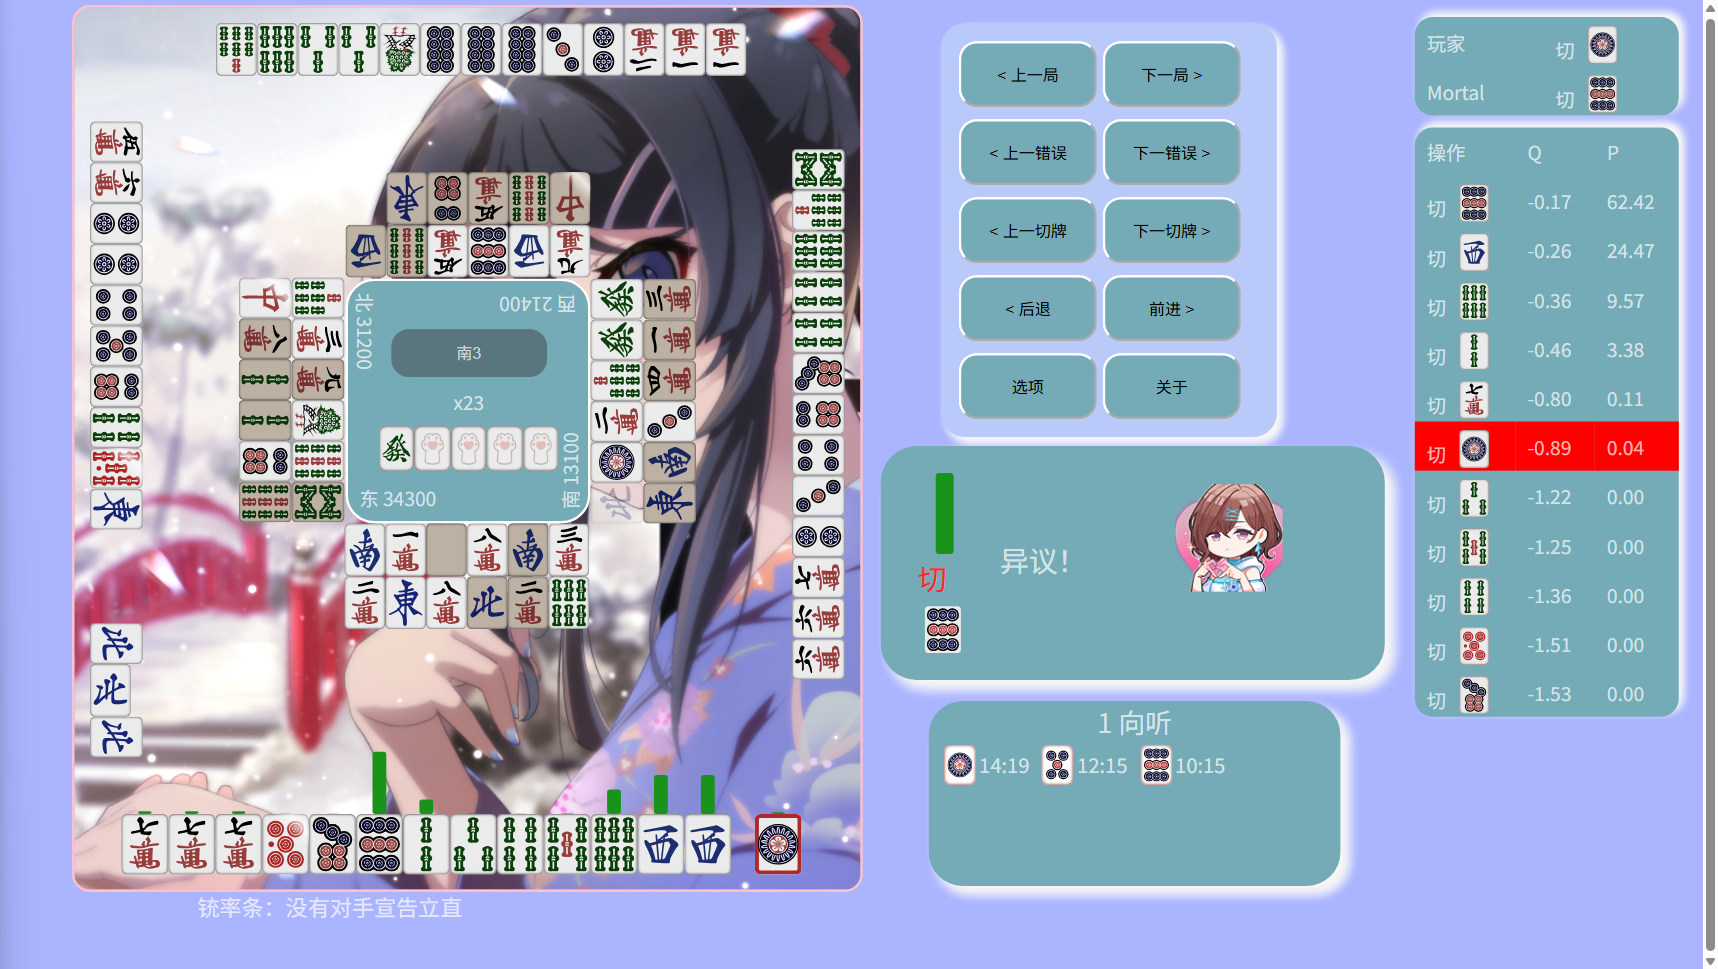 北 31200
西 21400
南3
x23
东 34300
南 13100
铳率条：没有对手宣告立直
< 上一局
下一局 >
< 上一错误
下一错误 >
< 上一切牌
下一切牌 >
< 后退
前进 >
选项
关于
切
异议！
1 向听
14:19 12:15 10:15
玩家 切
Mortal 切
操作 Q P
切 -0.17 62.42
切 -0.26 24.47
切 -0.36 9.57
切 -0.46 3.38
切 -0.80 0.11
切 -0.89 0.04
切 -1.22 0.00
切 -1.25 0.00
切 -1.36 0.00
切 -1.51 0.00
切 -1.53 0.00